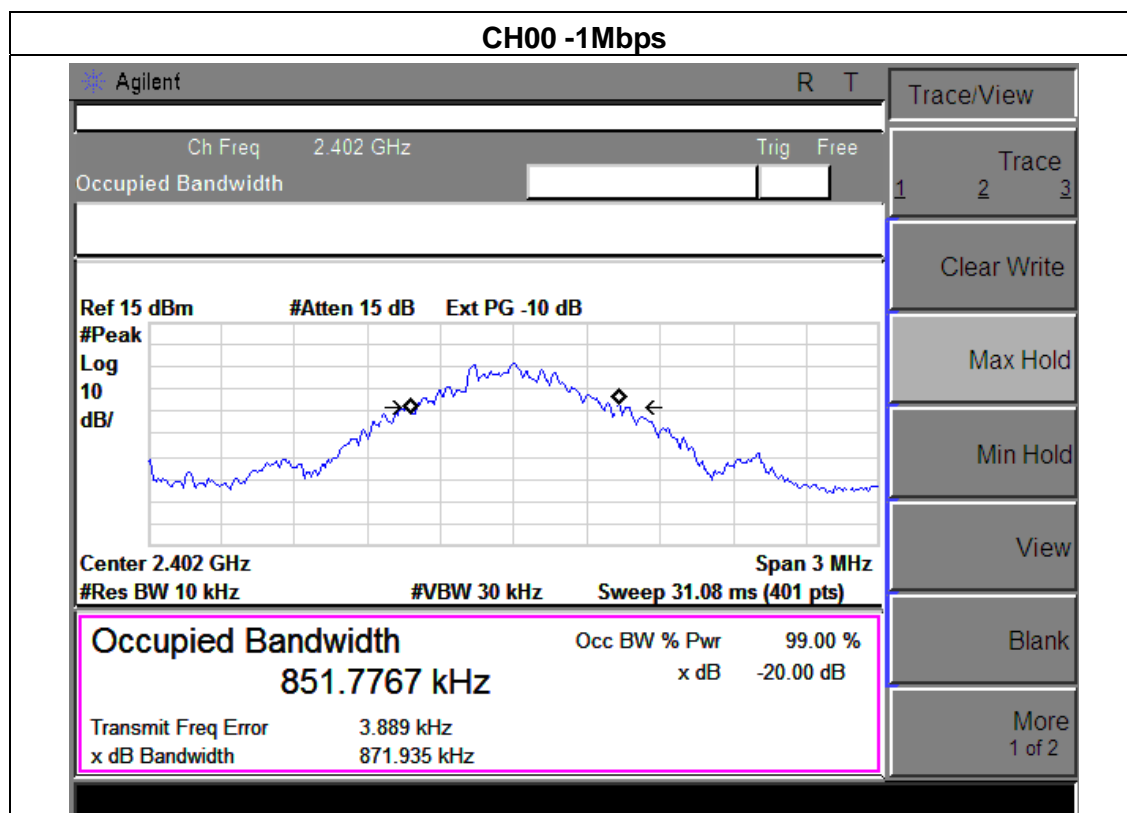 CH00 -1Mbps
Agilent R T
Ch Freq 2.402 GHz Trig Free
Occupied Bandwidth
Ref 15 dBm #Atten 15 dB Ext PG -10 dB
#Peak
Log
10
dB/
Center 2.402 GHz Span 3 MHz
#Res BW 10 kHz #VBW 30 kHz Sweep 31.08 ms (401 pts)
Occupied Bandwidth Occ BW % Pwr 99.00 %
851.7767 kHz x dB -20.00 dB
Transmit Freq Error 3.889 kHz
x dB Bandwidth 871.935 kHz
Trace/View
Trace
1 2 3
Clear Write
Max Hold
Min Hold
View
Blank
More
1 of 2